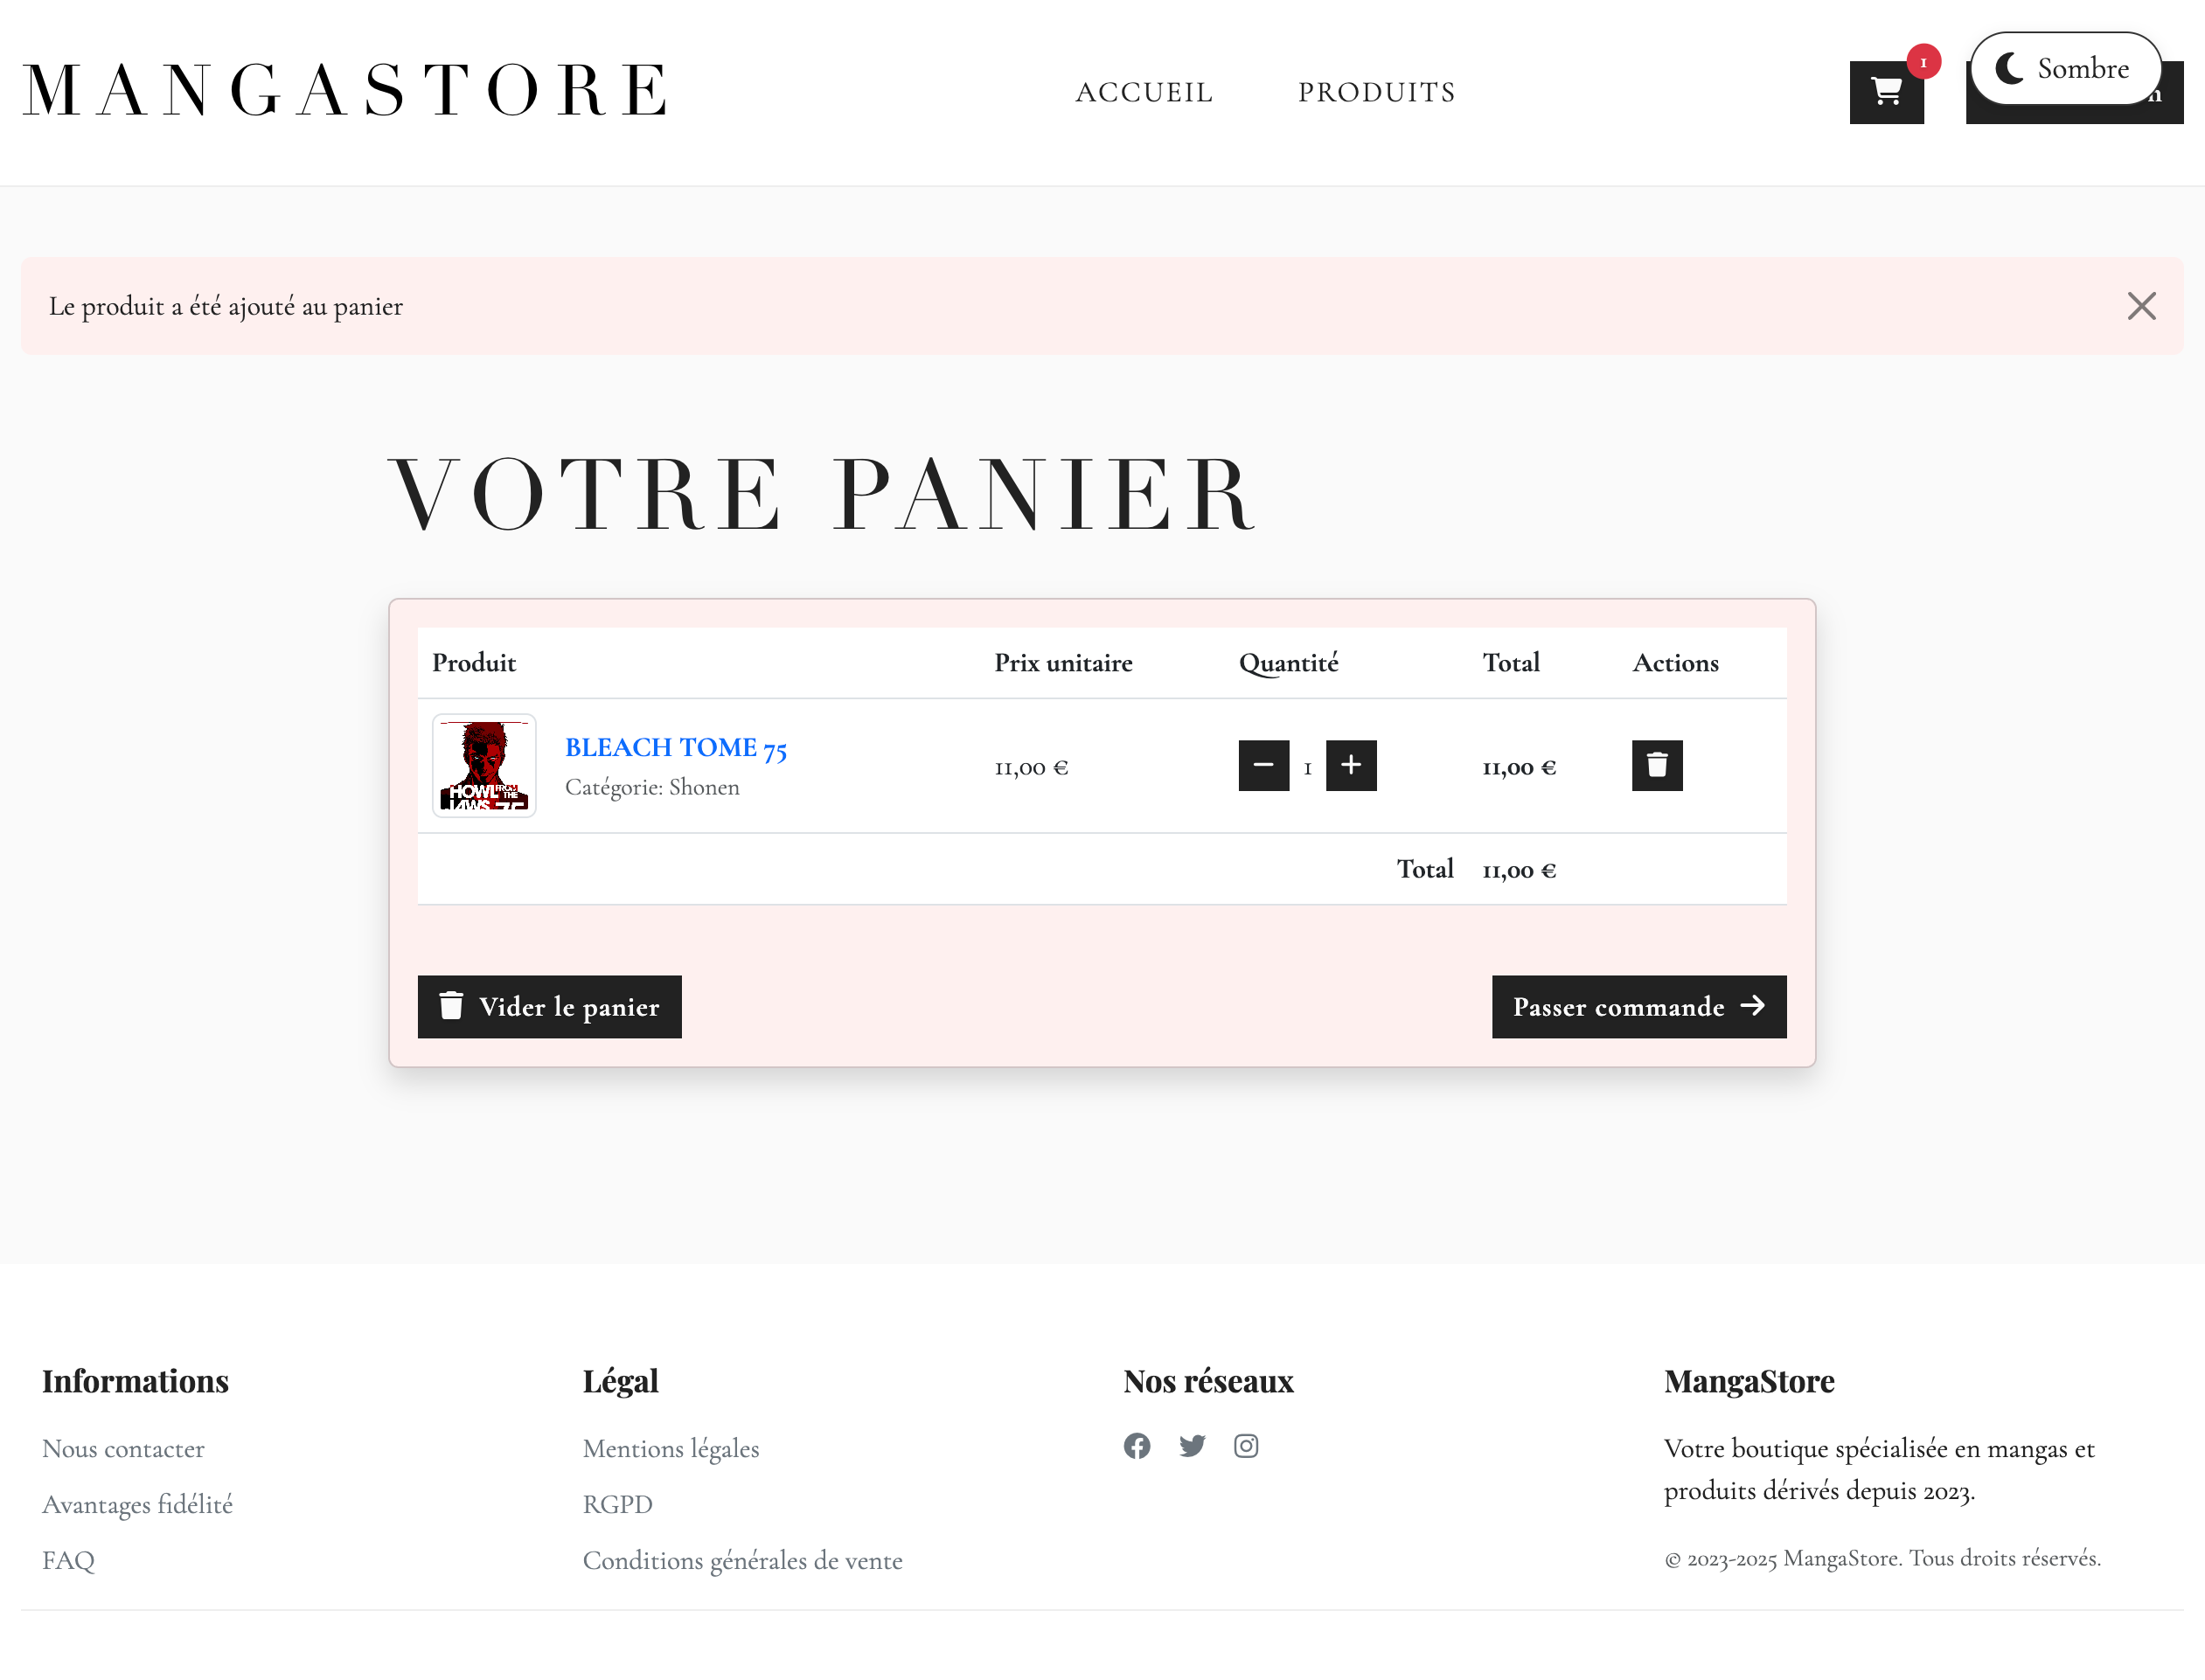 MANGASTORE
ACCUEIL
PRODUITS
1
Sombre
Le produit a été ajouté au panier
VOTRE PANIER
Produit Prix unitaire Quantité Total Actions
HOWL FROM THE JAWS 75
BLEACH TOME 75
Catégorie: Shonen
11,00 €
1
11,00 €
Total 11,00 €
Vider le panier
Passer commande
Informations
Nous contacter
Avantages fidélité
FAQ
Légal
Mentions légales
RGPD
Conditions générales de vente
Nos réseaux
MangaStore
Votre boutique spécialisée en mangas et
produits dérivés depuis 2023.
© 2023-2025 MangaStore. Tous droits réservés.